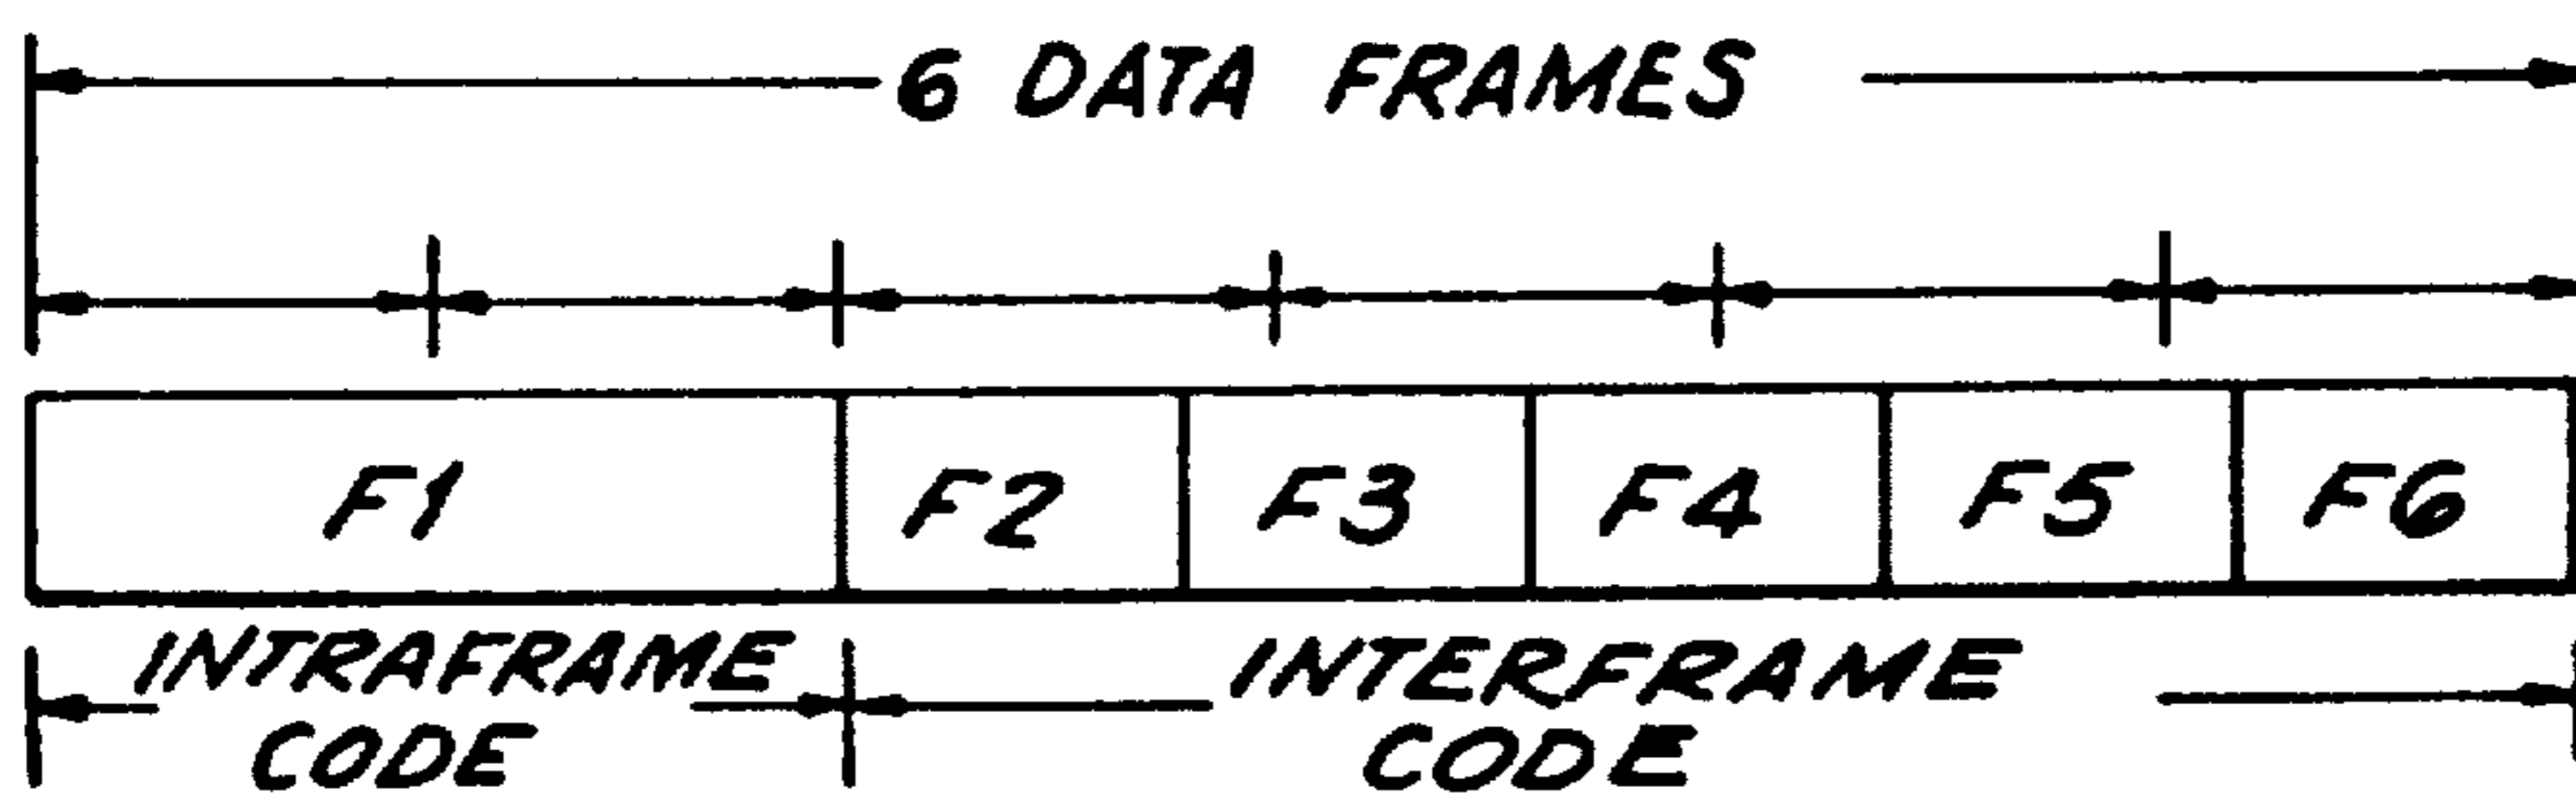 6 DATA FRAMES
F1 F2 F3 F4 F5 F6
INTRAFRAME CODE
INTERFRAME CODE